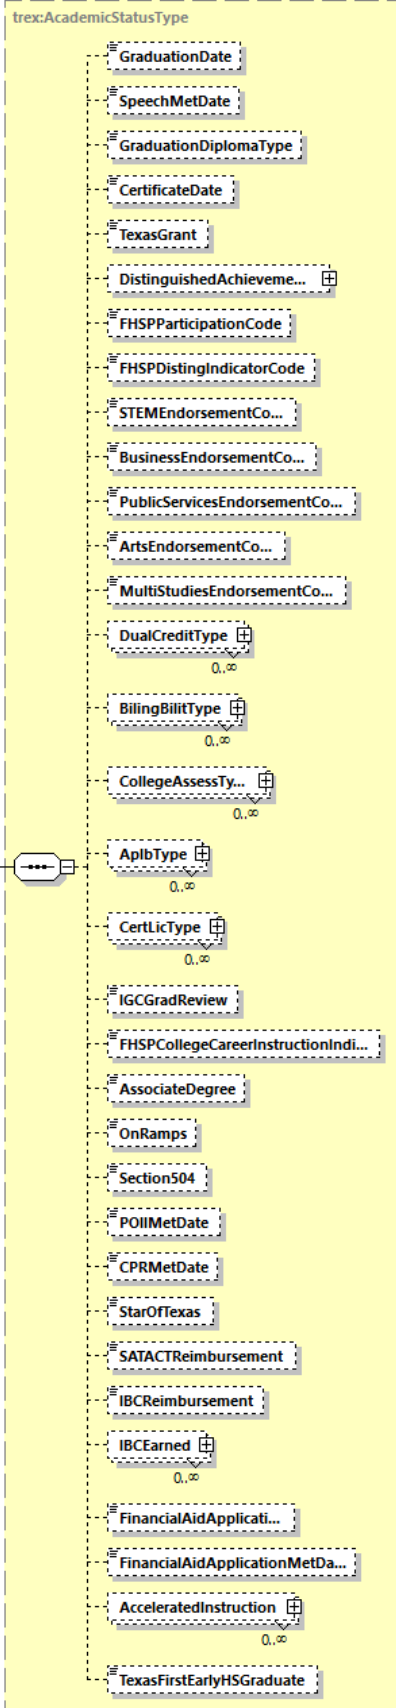 trex:AcademicStatusType
GraduationDate
SpeechMetDate
GraduationDiplomaType
CertificateDate
TexasGrant
DistinguishedAchieveme...
FHSPParticipationCode
FHSPDistingIndicatorCode
STEMEndorsementCo...
BusinessEndorsementCo...
PublicServicesEndorsementCo...
ArtsEndorsementCo...
MultiStudiesEndorsementCo...
DualCreditType
0..∞
BilingBilitType
0..∞
CollegeAssessTy...
0..∞
ApIbType
0..∞
CertLicType
0..∞
IGCGradReview
FHSPCollegeCareerInstructionIndi...
AssociateDegree
OnRamps
Section504
POIIMetDate
CPRMetDate
StarOfTexas
SATACTReimbursement
IBCReimbursement
IBCEarned
0..∞
FinancialAidApplicati...
FinancialAidApplicationMetDa...
AcceleratedInstruction
0..∞
TexasFirstEarlyHSGraduate